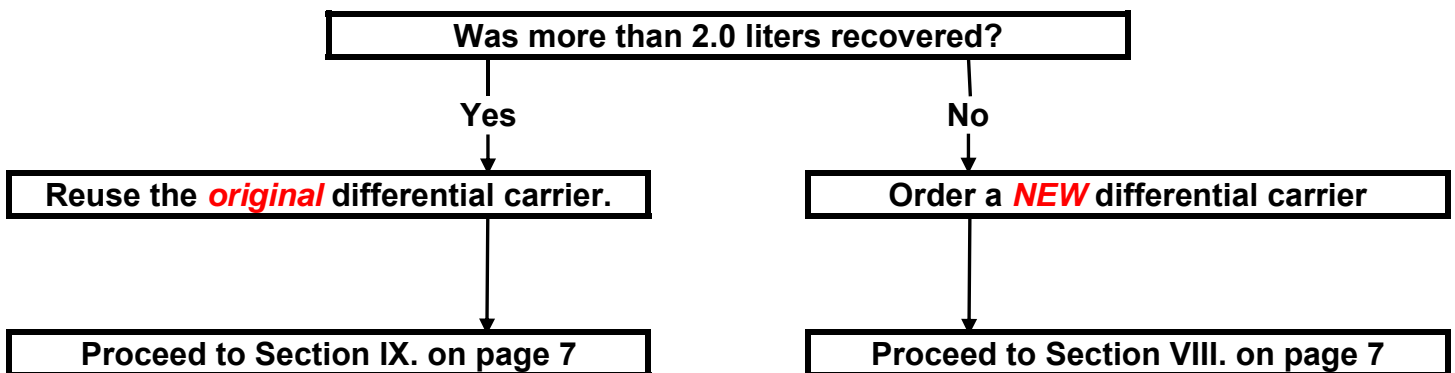 Was more than 2.0 liters recovered?
Yes
No
Reuse the original differential carrier.
Order a NEW differential carrier
Proceed to Section IX. on page 7
Proceed to Section VIII. on page 7